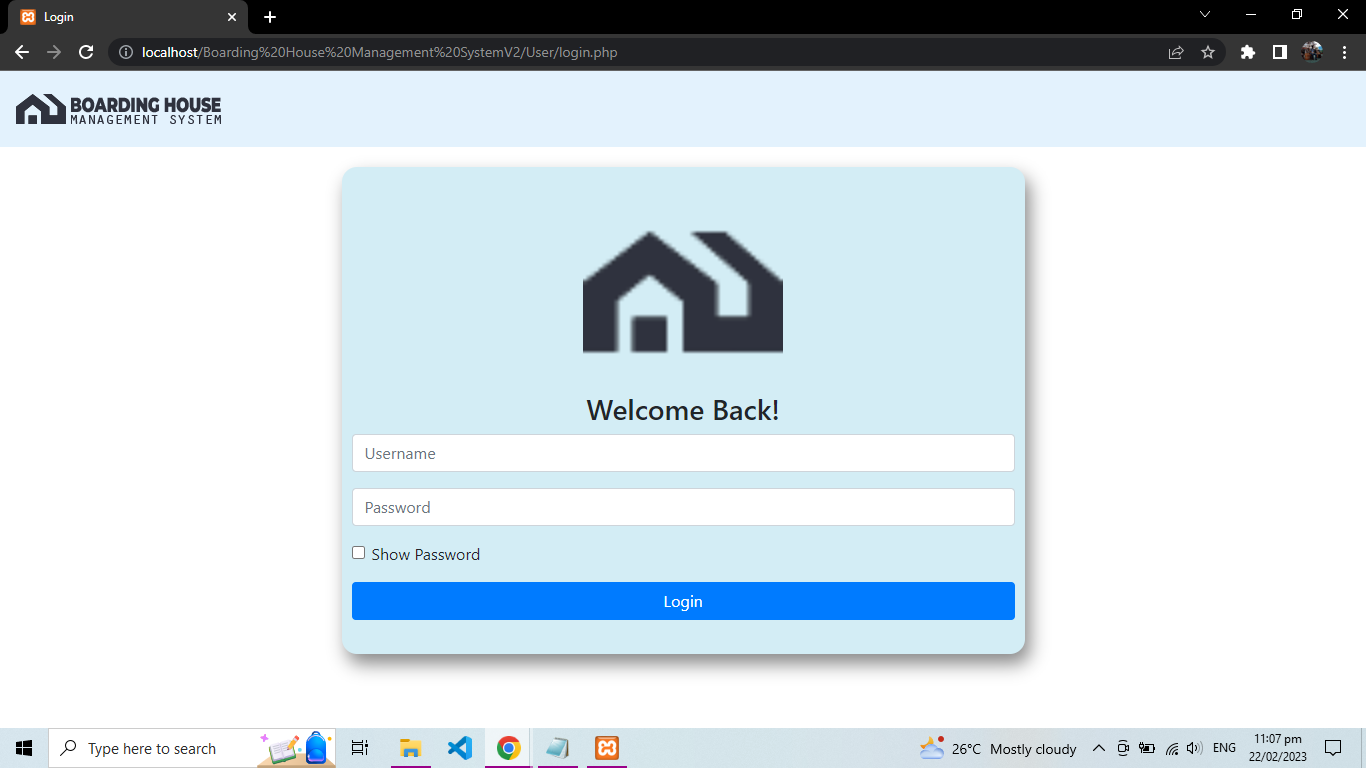 Login
localhost/Boarding%20House%20Management%20SystemV2/User/login.php
BOARDING HOUSE
MANAGEMENT SYSTEM
Welcome Back!
Username
Password
Show Password
Login
Type here to search
26°C Mostly cloudy
ENG
11:07 pm
22/02/2023